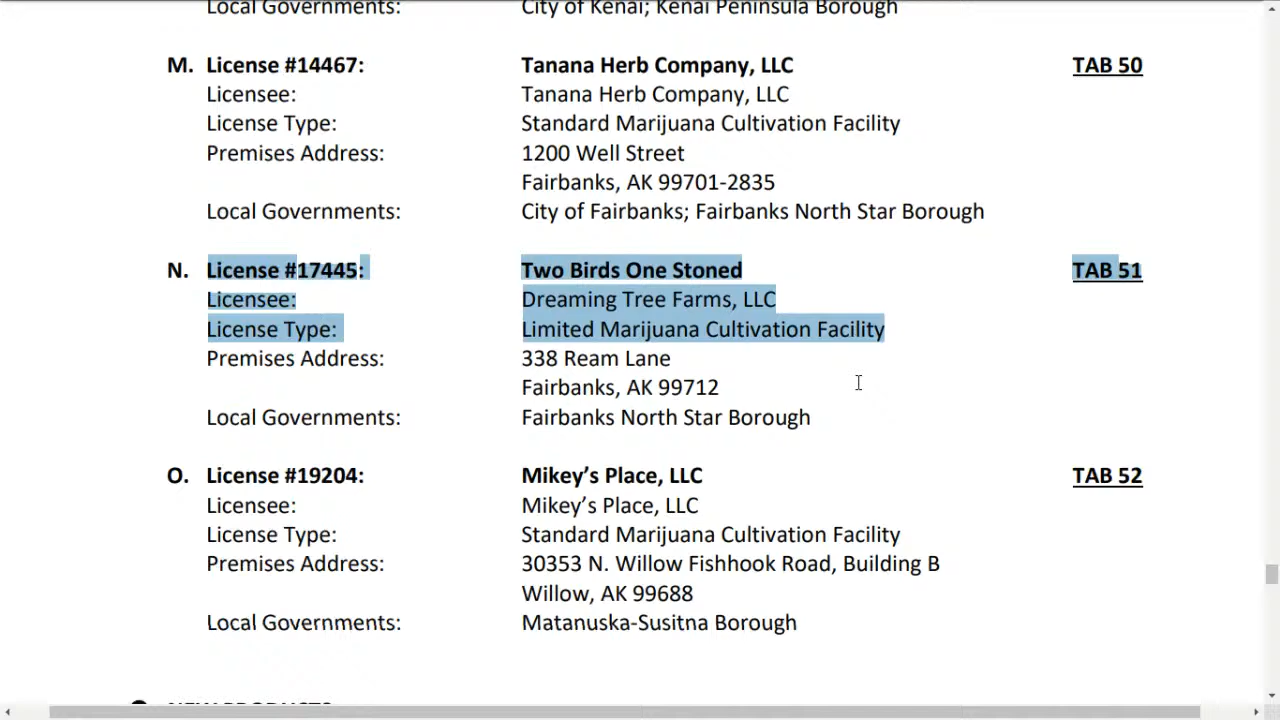 Local Governments: City of Kenai; Kenai Peninsula Borough
M. License #14467: Tanana Herb Company, LLC TAB 50
Licensee: Tanana Herb Company, LLC
License Type: Standard Marijuana Cultivation Facility
Premises Address: 1200 Well Street
Fairbanks, AK 99701-2835
Local Governments: City of Fairbanks; Fairbanks North Star Borough
N. License #17445: Two Birds One Stoned TAB 51
Licensee: Dreaming Tree Farms, LLC
License Type: Limited Marijuana Cultivation Facility
Premises Address: 338 Ream Lane
Fairbanks, AK 99712
Local Governments: Fairbanks North Star Borough
O. License #19204: Mikey’s Place, LLC TAB 52
Licensee: Mikey’s Place, LLC
License Type: Standard Marijuana Cultivation Facility
Premises Address: 30353 N. Willow Fishhook Road, Building B
Willow, AK 99688
Local Governments: Matanuska-Susitna Borough
NEW PRODUCTS